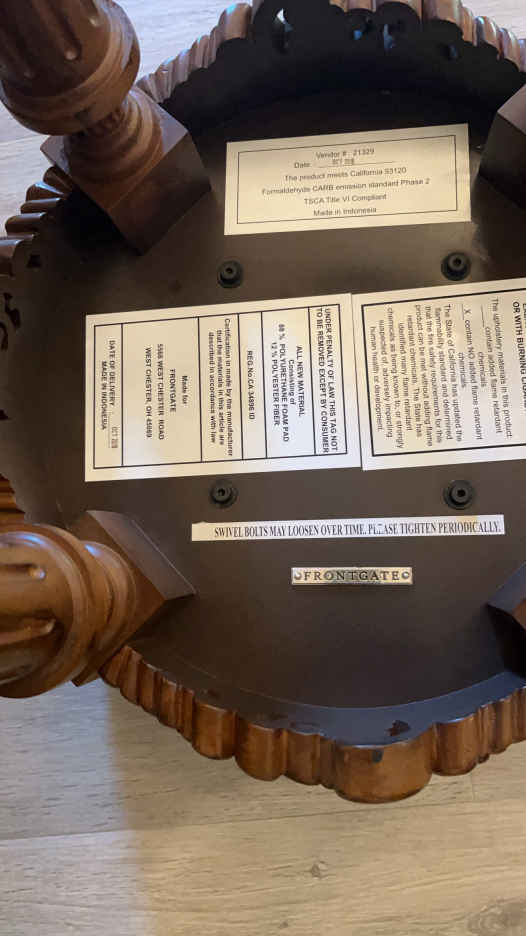 Vendor # : 21329
Date :
The product meets California 93120
Formaldehyde CARB emission standard Phase 2
TSCA Title VI Compliant
Made in Indonesia
UNDER PENALTY OF LAW THIS TAG NOT
TO BE REMOVED EXCEPT BY CONSUMER
ALL NEW MATERIAL
Consisting of
88 % POLYURETHANE FOAM PAD
12 % POLYESTER FIBER
REG.No.CA 34896 ID
Certification in made by the manufacturer
that the materials in this article are
described in accordance with law
Made for
FRONTGATE
5566 WEST CHESTER ROAD
WEST CHESTER OH 45069
DATE OF DELIVERY :
MADE IN INDONESIA
OR WITH BURNING
The upholstery materials in this product:
contain added flame retardant
chemicals
X contain NO added flame retardant
chemicals
The State of California has updated the
flammability standard and determined
that the fire safety requirements for this
product can be met without adding flame
retardant chemicals. The State has
identified many flame retardant
chemicals as being known to, or strongly
suspected of, adversely impacting
human health or development.
SWIVEL BOLTS MAY LOOSEN OVER TIME. PLEASE TIGHTEN PERIODICALLY.
FRONTGATE